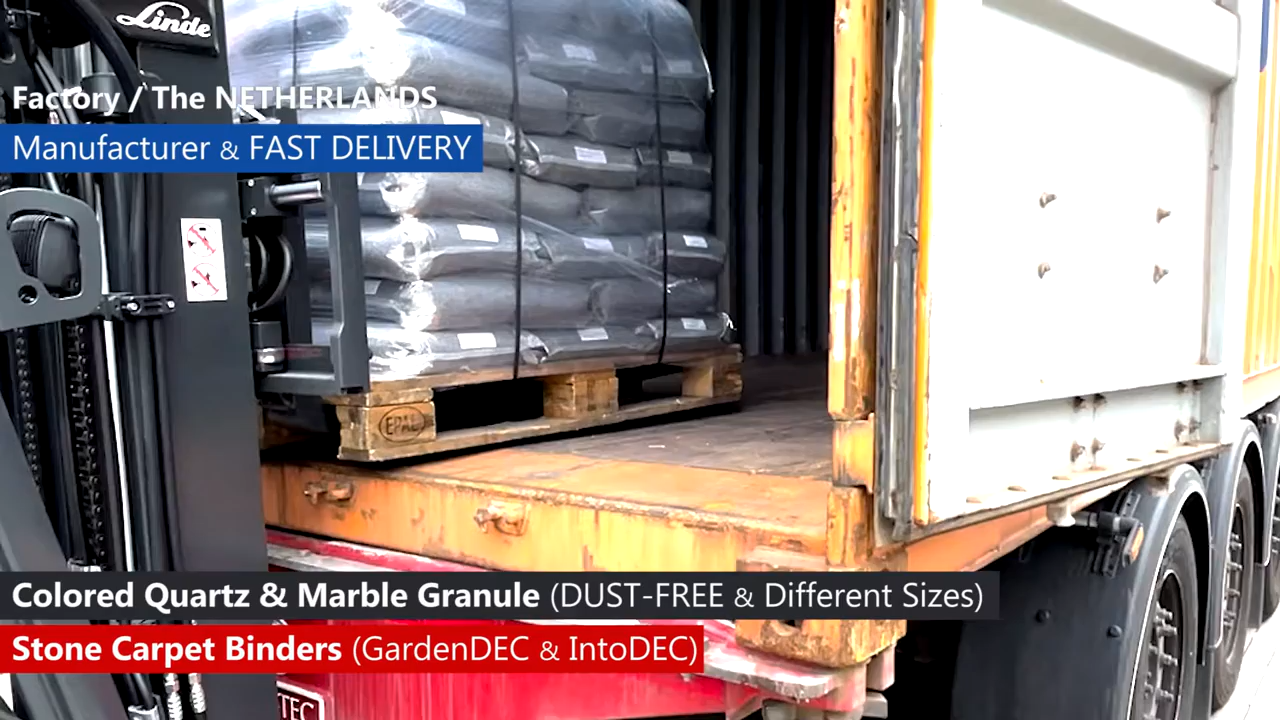 Linde
Factory / The NETHERLANDS
Manufacturer & FAST DELIVERY
EPAL
Colored Quartz & Marble Granule (DUST-FREE & Different Sizes)
Stone Carpet Binders (GardenDEC & IntoDEC)
TEC